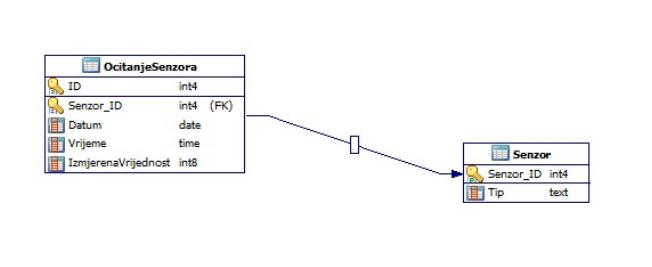 OcitanjeSenzora
ID int4
Senzor_ID int4 (FK)
Datum date
Vrijeme time
IzmjerenaVrijednost int8
Senzor
Senzor_ID int4
Tip text